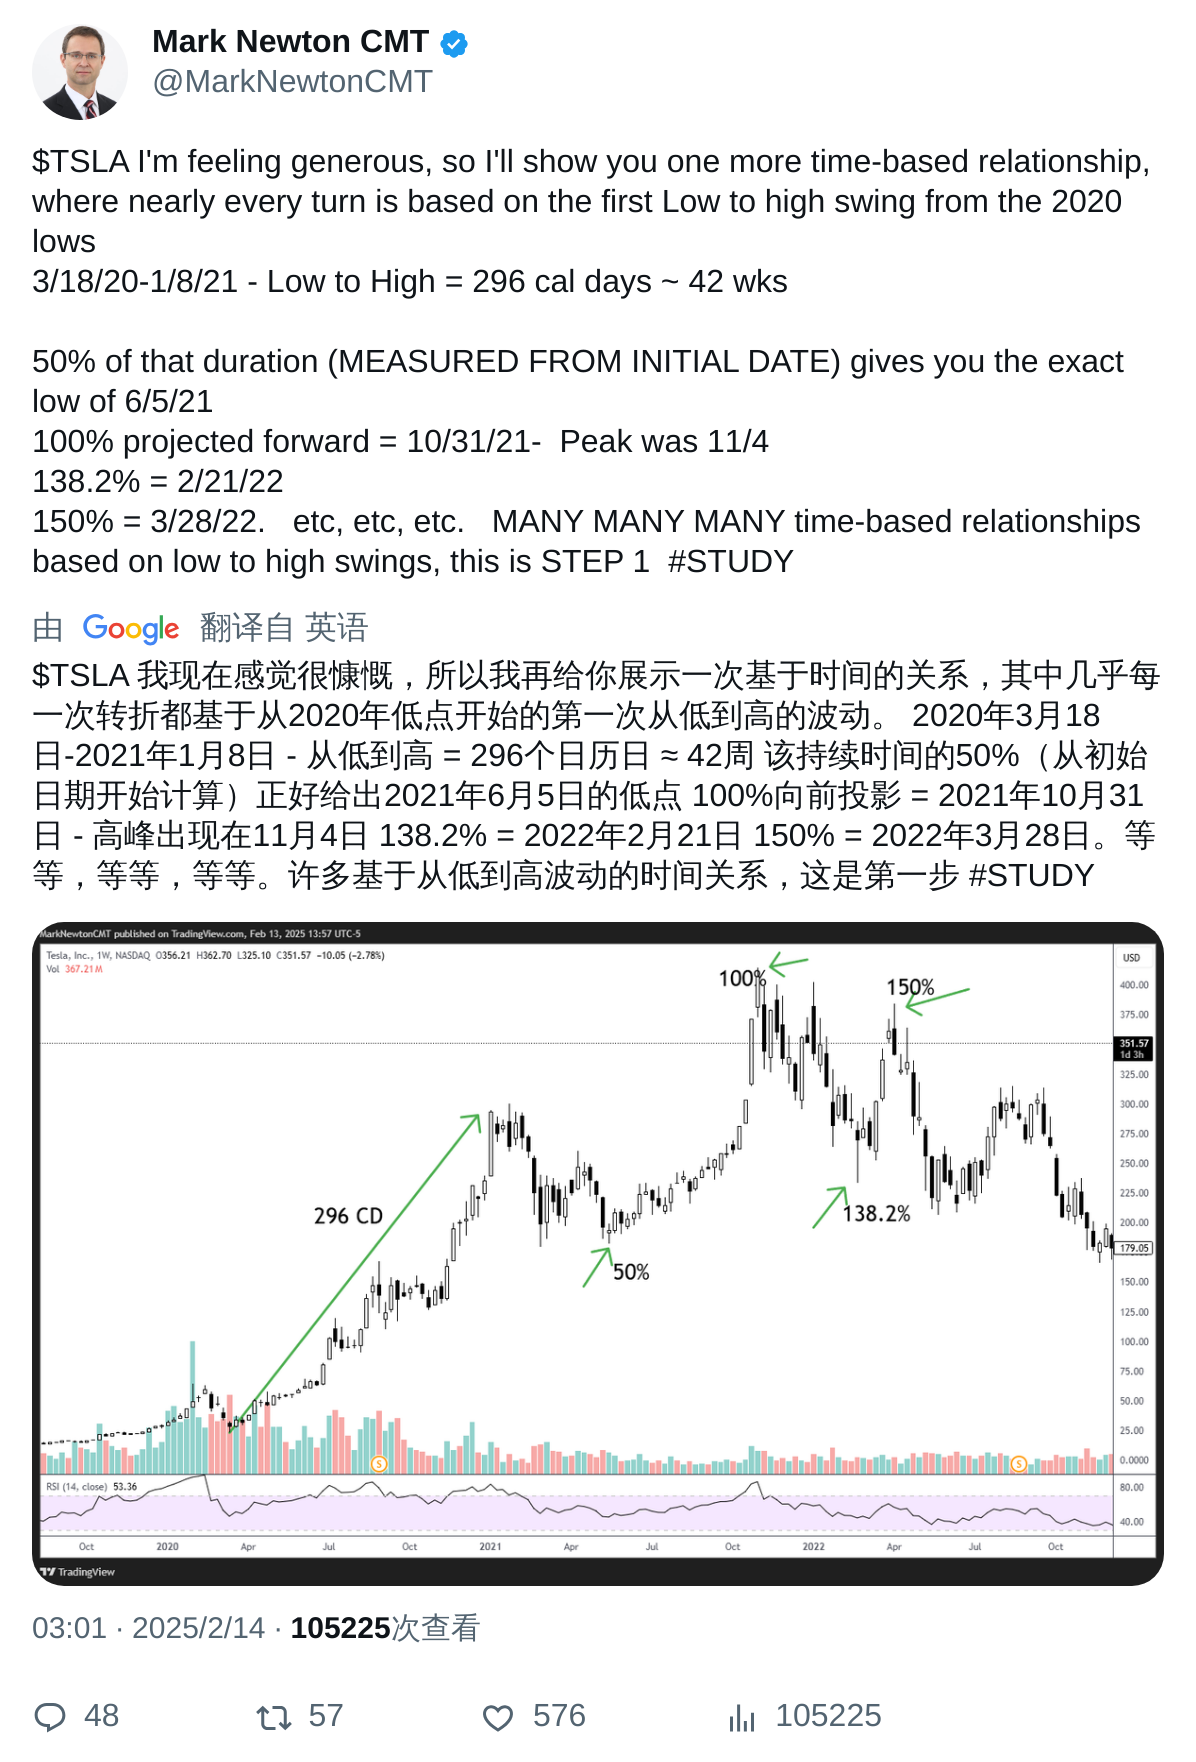 Mark Newton CMT
@MarkNewtonCMT
$TSLA I'm feeling generous, so I'll show you one more time-based relationship,
where nearly every turn is based on the first Low to high swing from the 2020
lows
3/18/20-1/8/21 - Low to High = 296 cal days ~ 42 wks
50% of that duration (MEASURED FROM INITIAL DATE) gives you the exact
low of 6/5/21
100% projected forward = 10/31/21-  Peak was 11/4
138.2% = 2/21/22
150% = 3/28/22.   etc, etc, etc.   MANY MANY MANY time-based relationships
based on low to high swings, this is STEP 1  #STUDY
由 Google 翻译自 英语
$TSLA 我现在感觉很慷慨，所以我再给你展示一次基于时间的关系，其中几乎每
一次转折都基于从2020年低点开始的第一次从低到高的波动。 2020年3月18
日-2021年1月8日 - 从低到高 = 296个日历日 ≈ 42周 该持续时间的50%（从初始
日期开始计算）正好给出2021年6月5日的低点 100%向前投影 = 2021年10月31
日 - 高峰出现在11月4日 138.2% = 2022年2月21日 150% = 2022年3月28日。等
等，等等，等等。许多基于从低到高波动的时间关系，这是第一步 #STUDY
MarkNewtonCMT published on TradingView.com, Feb 13, 2025 13:57 UTC-5
Tesla, Inc., 1W, NASDAQ O356.21 H362.70 L325.10 C351.57 −10.05 (−2.78%)
Vol 367.21M
USD
100%
150%
400.00
375.00
351.57
1d 3h
325.00
300.00
275.00
250.00
225.00
200.00
179.05
150.00
125.00
100.00
75.00
50.00
25.00
0.0000
296 CD
138.2%
50%
S
S
RSI (14, close) 53.36
80.00
40.00
Oct 2020 Apr Jul Oct 2021 Apr Jul Oct 2022 Apr Jul Oct
TradingView
03:01 · 2025/2/14 · 105225次查看
48 57 576 105225